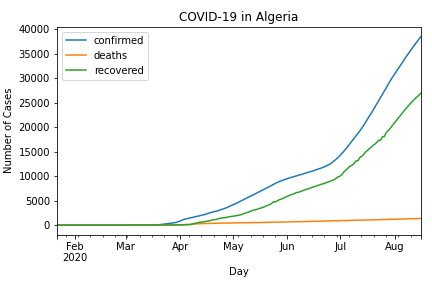 COVID-19 in Algeria
confirmed
deaths
recovered
Number of Cases
40000
35000
30000
25000
20000
15000
10000
5000
0
Feb Mar Apr May Jun Jul Aug
2020
Day